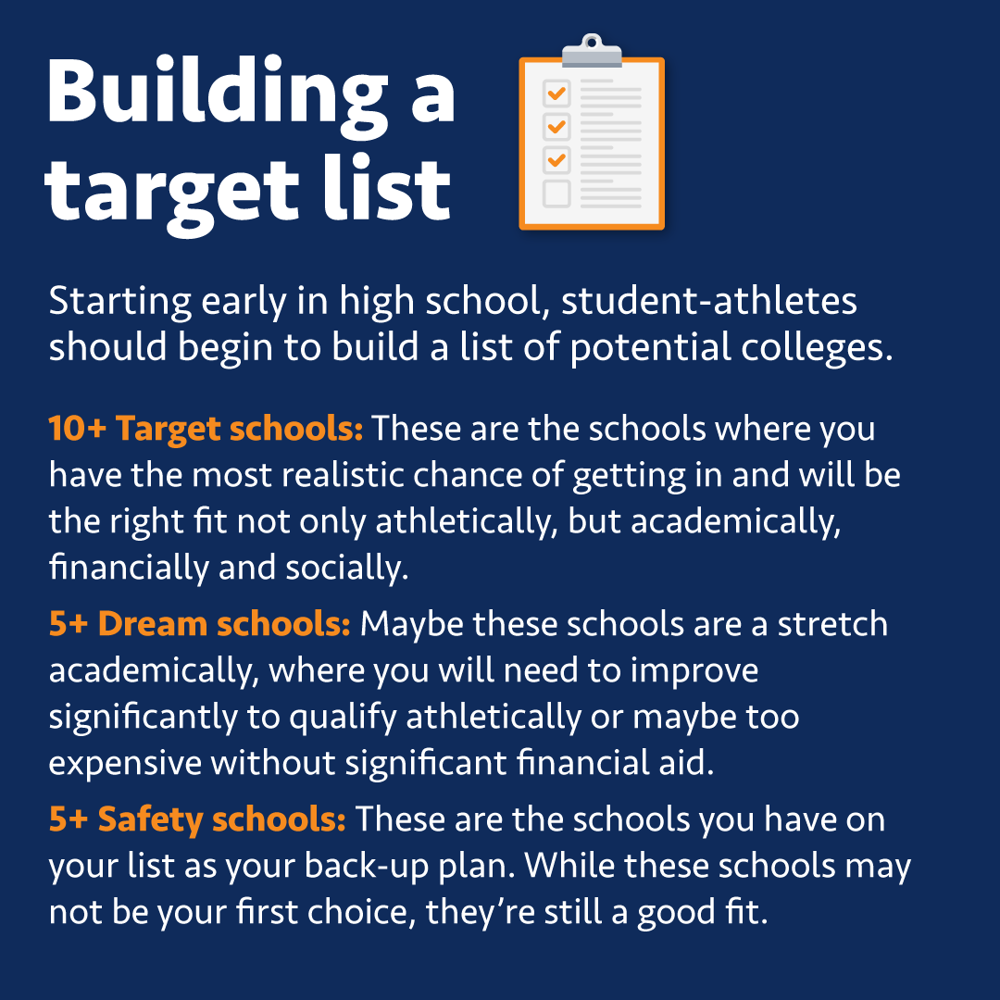 Building a
target list
Starting early in high school, student-athletes
should begin to build a list of potential colleges.
10+ Target schools: These are the schools where you
have the most realistic chance of getting in and will be
the right fit not only athletically, but academically,
financially and socially.
5+ Dream schools: Maybe these schools are a stretch
academically, where you will need to improve
significantly to qualify athletically or maybe too
expensive without significant financial aid.
5+ Safety schools: These are the schools you have on
your list as your back-up plan. While these schools may
not be your first choice, they’re still a good fit.